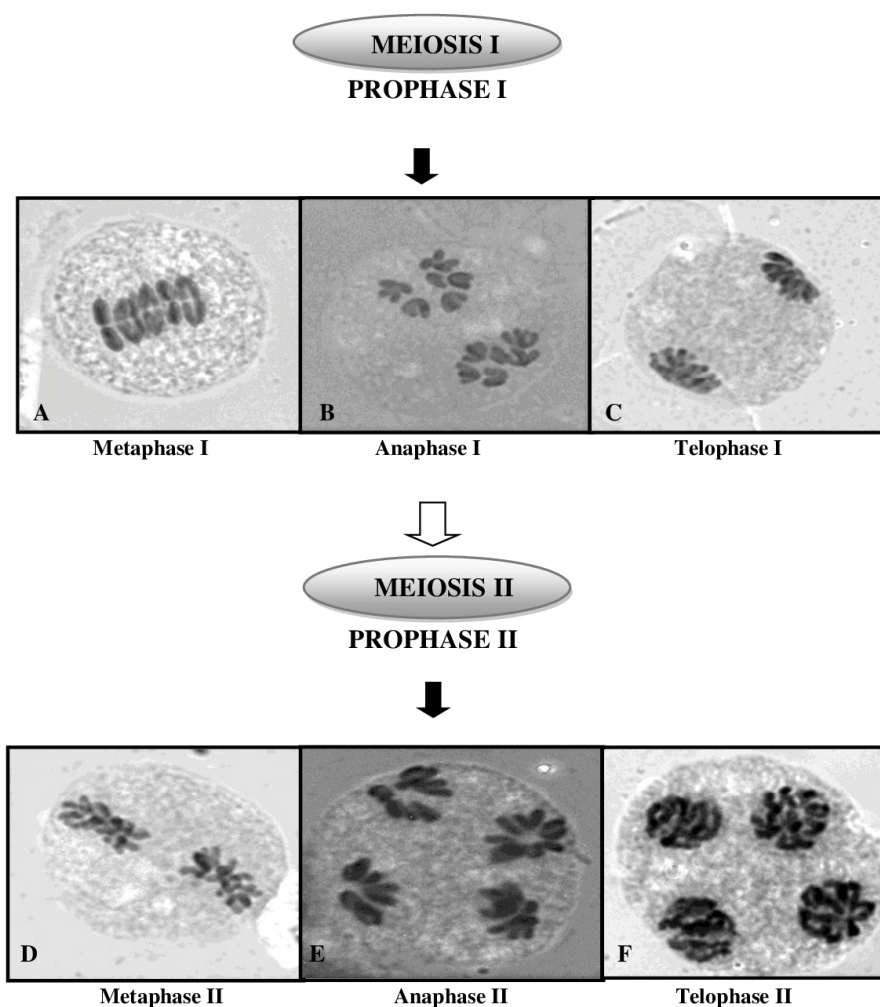 MEIOSIS I
PROPHASE I
A
B
C
Metaphase I
Anaphase I
Telophase I
MEIOSIS II
PROPHASE II
D
E
F
Metaphase II
Anaphase II
Telophase II